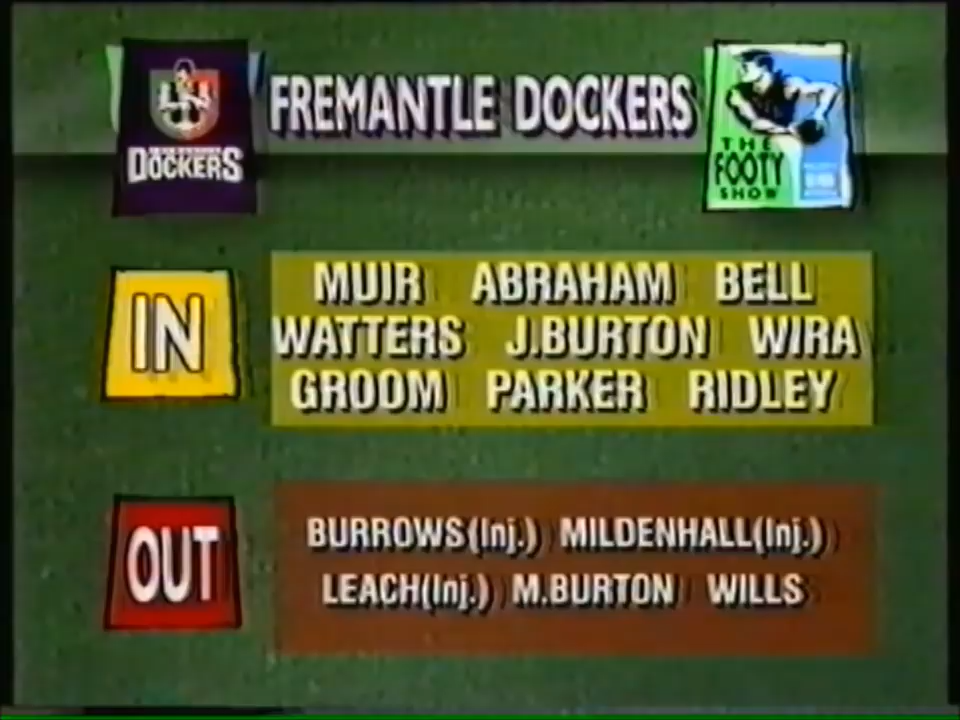 DOCKERS
FREMANTLE DOCKERS
THE
FOOTY
SHOW
IN
MUIR ABRAHAM BELL
WATTERS J.BURTON WIRA
GROOM PARKER RIDLEY
OUT
BURROWS(Inj.) MILDENHALL(Inj.)
LEACH(Inj.) M.BURTON WILLS